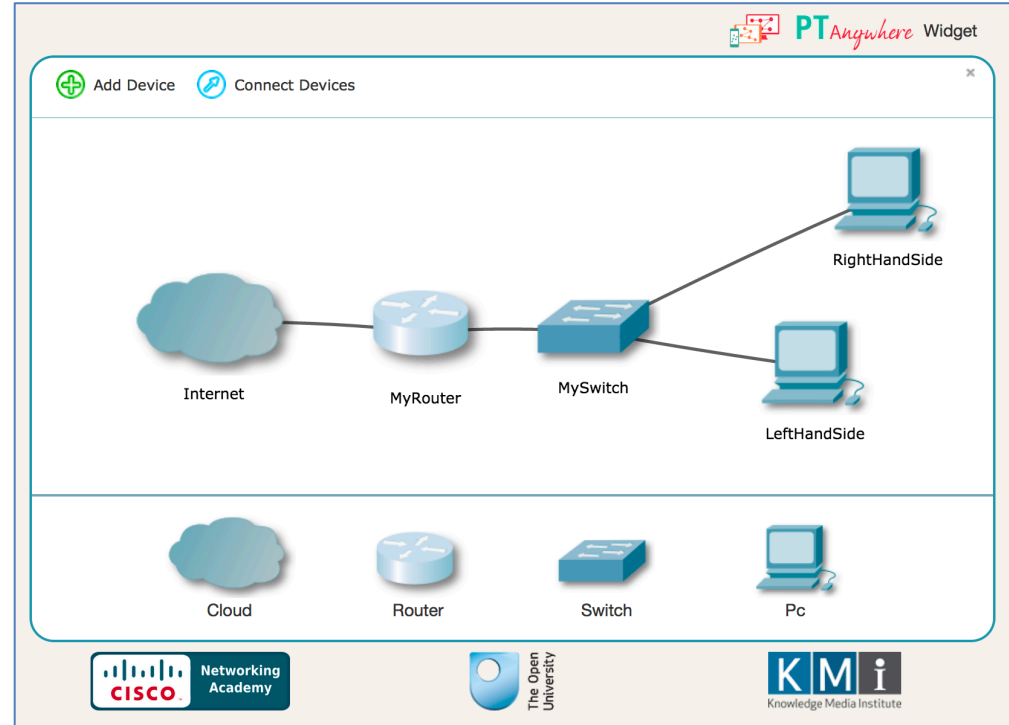 PT Anywhere Widget
Add Device Connect Devices
RightHandSide
Internet
MyRouter
MySwitch
LeftHandSide
Cloud
Router
Switch
Pc
CISCO
Networking
Academy
The Open
University
KMi
Knowledge Media Institute